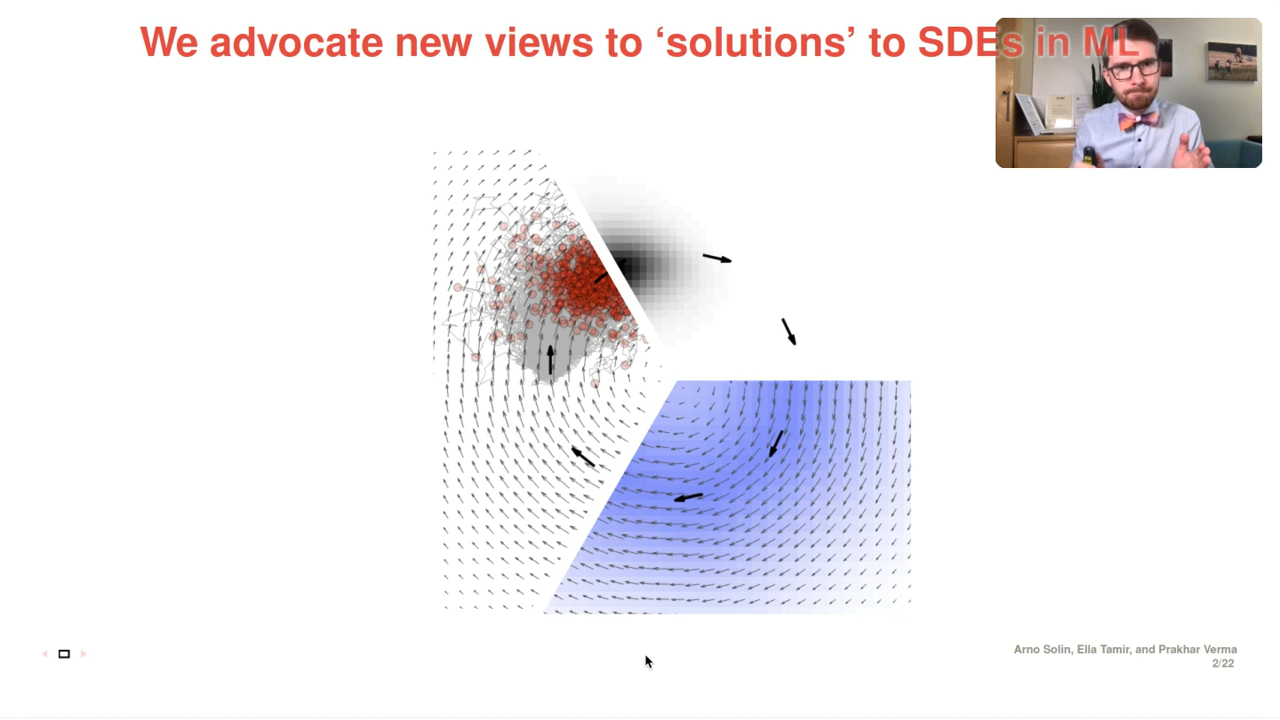 We advocate new views to ‘solutions’ to SDEs in ML
Arno Solin, Ella Tamir, and Prakhar Verma
2/22